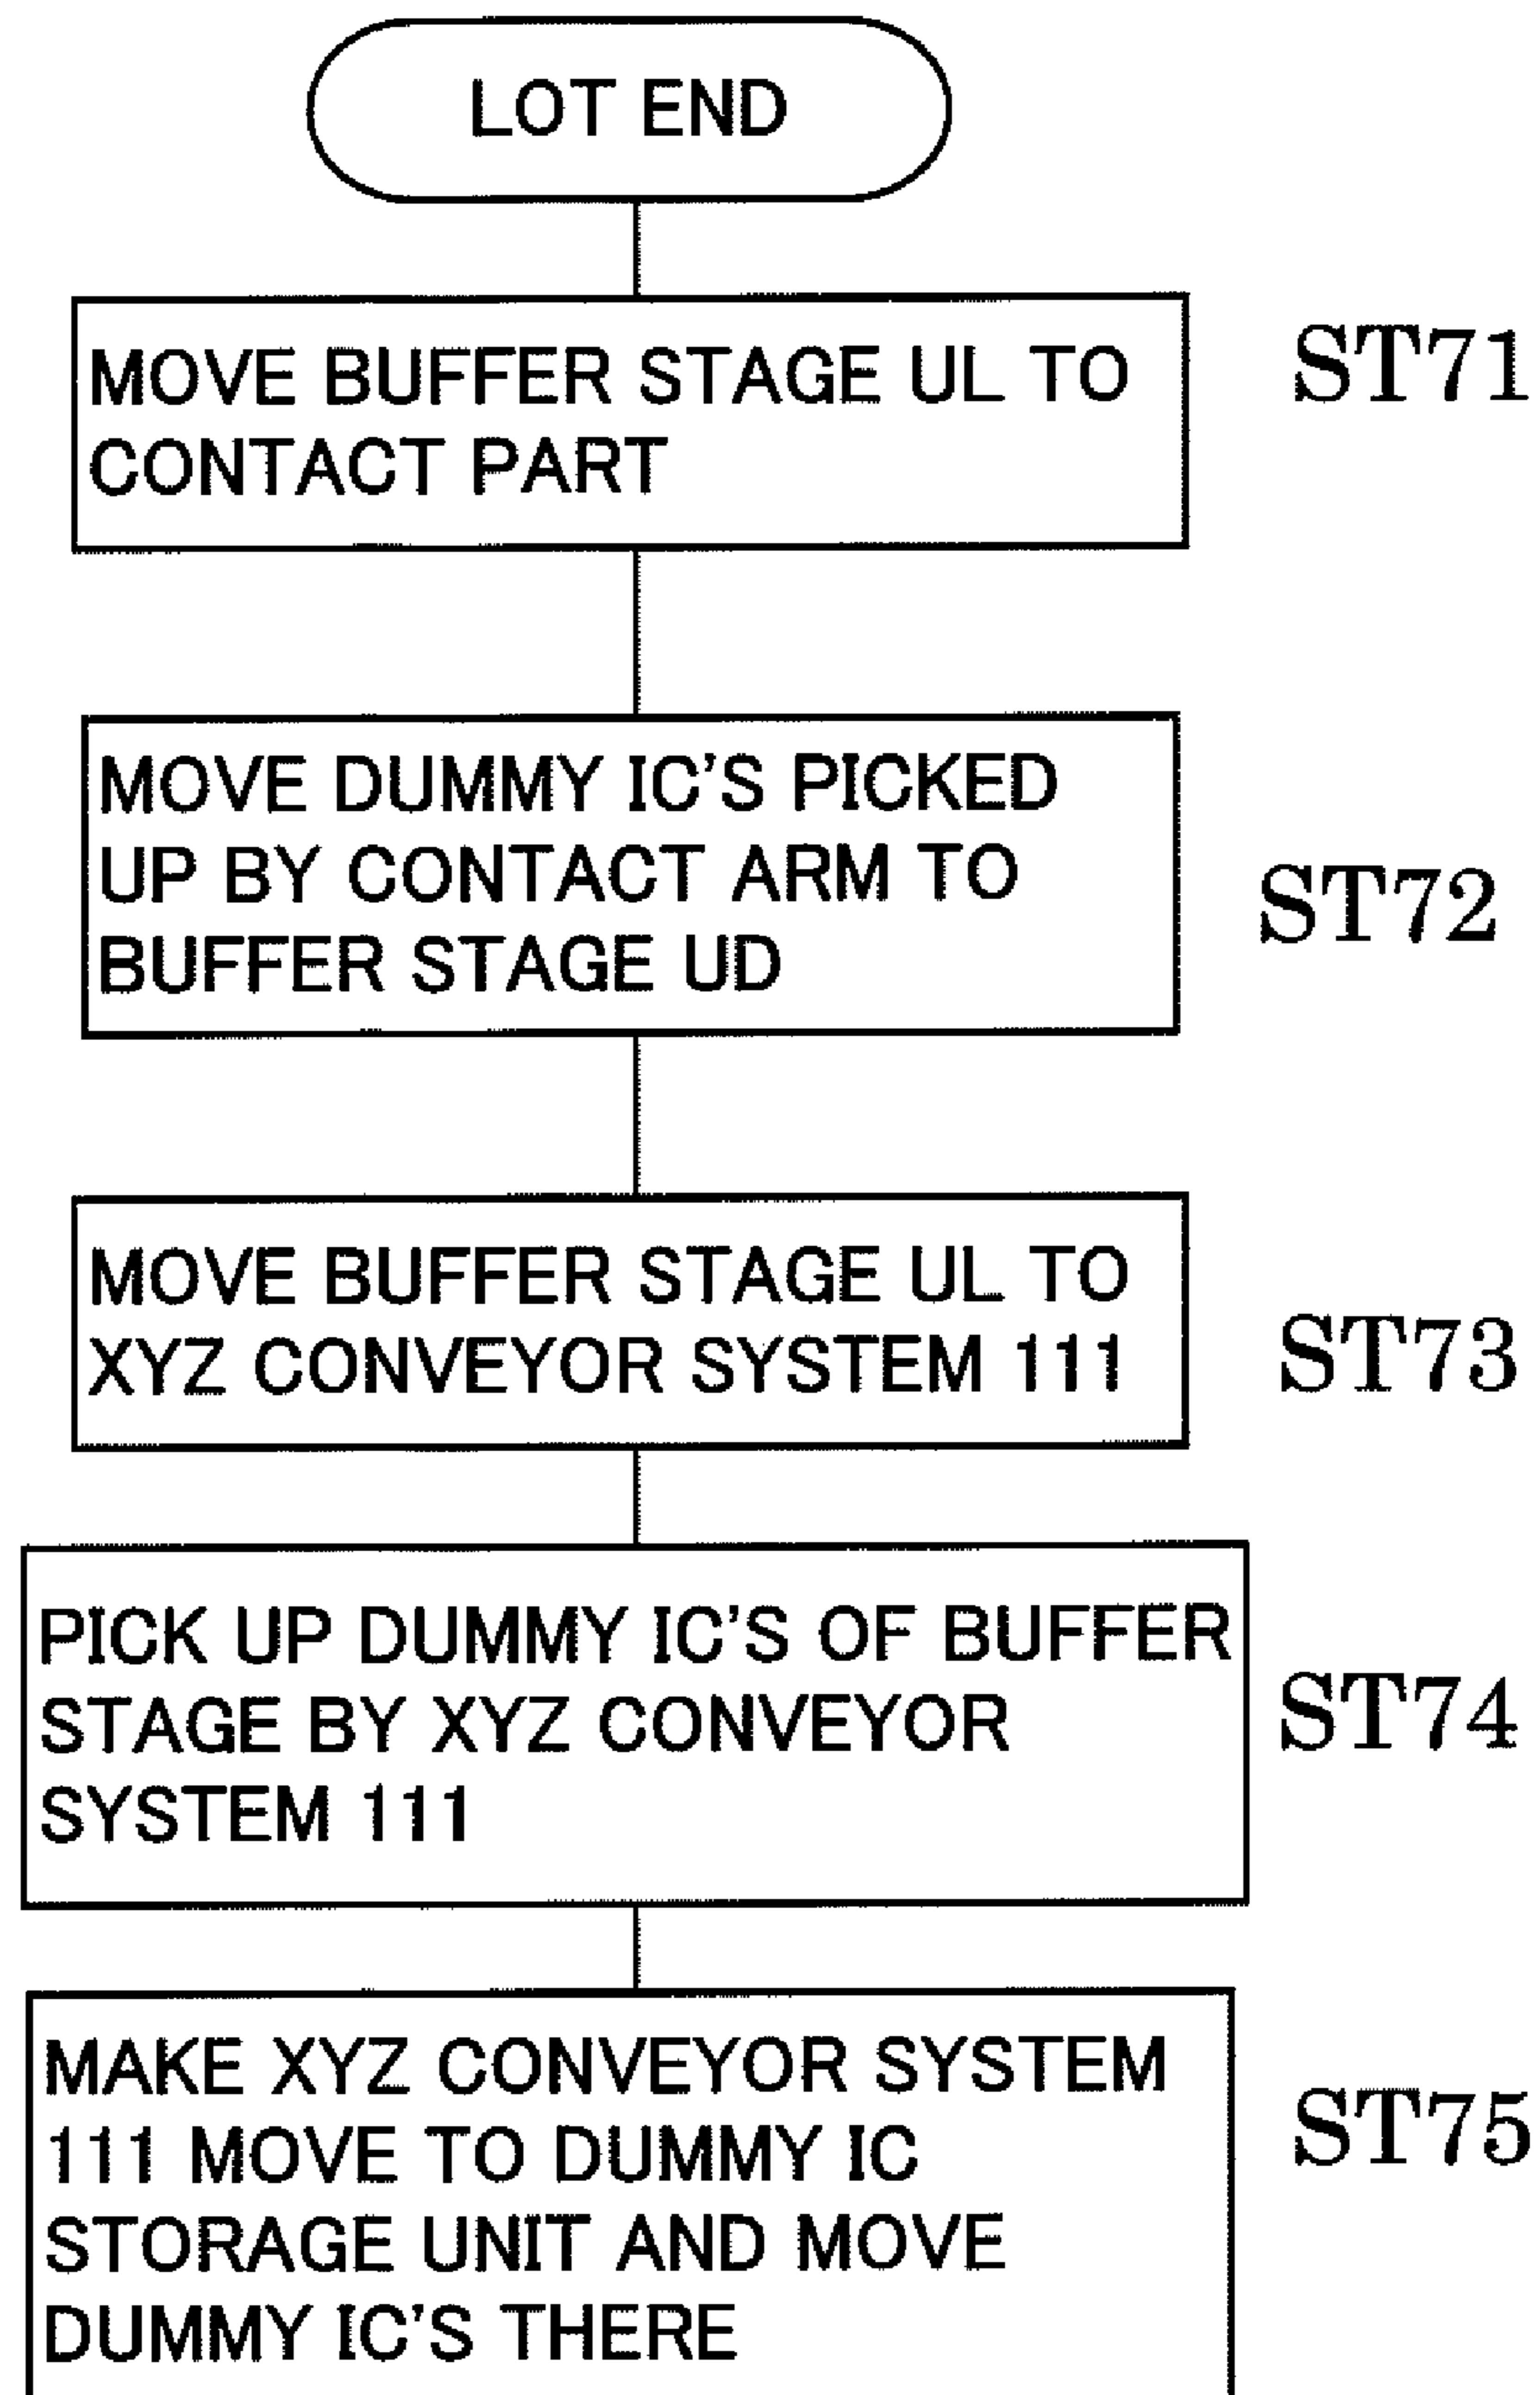 LOT END
MOVE BUFFER STAGE UL TO
CONTACT PART
ST71
MOVE DUMMY IC'S PICKED
UP BY CONTACT ARM TO
BUFFER STAGE UD
ST72
MOVE BUFFER STAGE UL TO
XYZ CONVEYOR SYSTEM 111
ST73
PICK UP DUMMY IC'S OF BUFFER
STAGE BY XYZ CONVEYOR
SYSTEM 111
ST74
MAKE XYZ CONVEYOR SYSTEM
111 MOVE TO DUMMY IC
STORAGE UNIT AND MOVE
DUMMY IC'S THERE
ST75